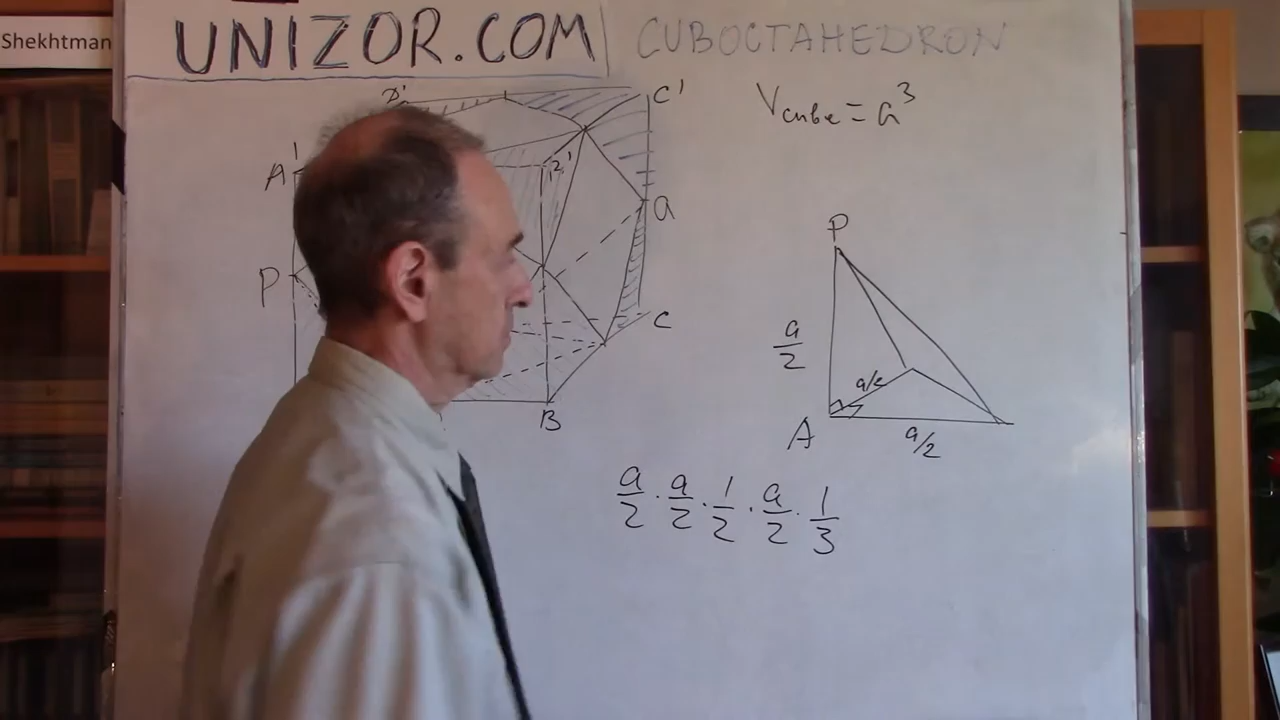 Shekhtman
UNIZOR.COM
CUBOCTAHEDRON
D'
C'
A'
B'
Q
P
C
B
V cube = a³
P
a/2
a/2
A
a/2
a/2 · a/2 · 1/2 · a/2 · 1/3